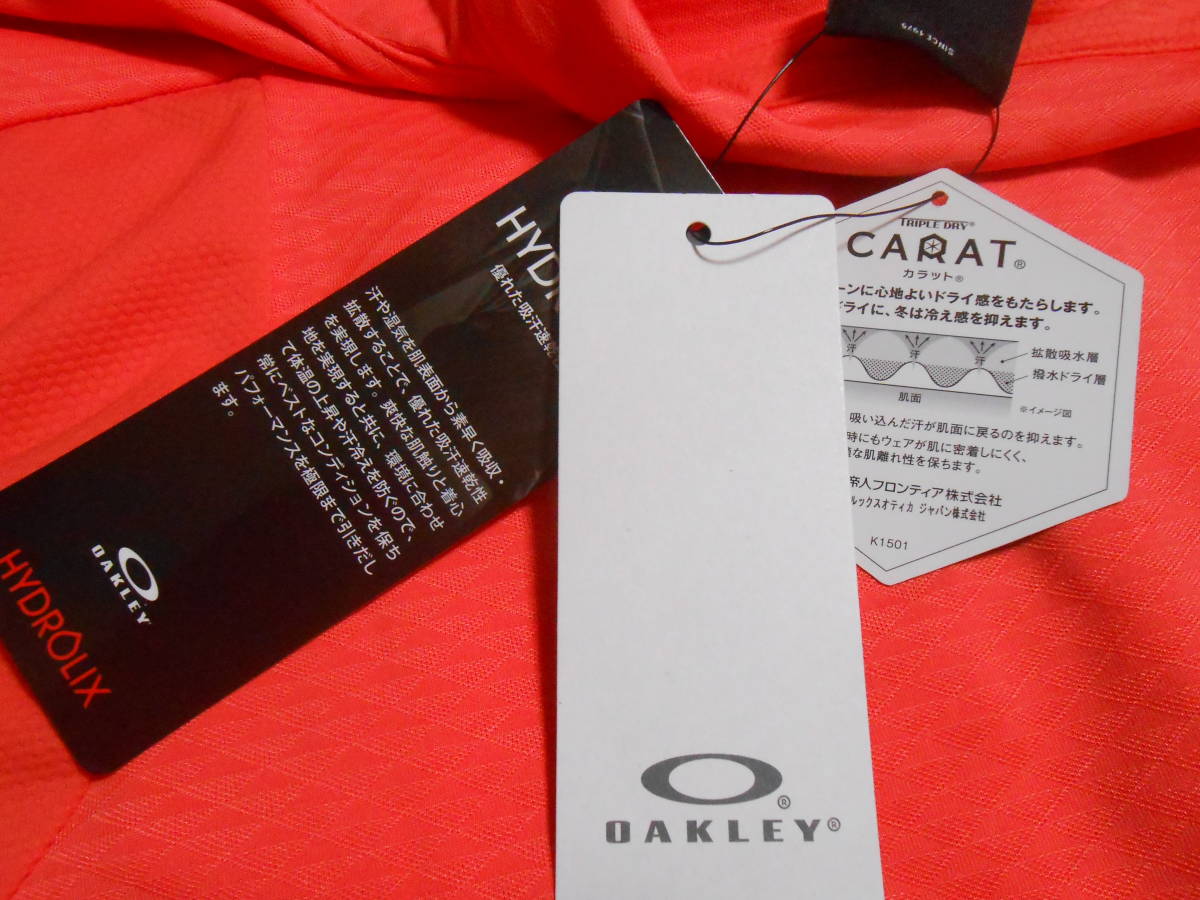 SINCE 1975
HYD
優れた吸汗速乾
汗や湿気を肌表面から素早く吸収・
拡散することで、優れた吸汗速乾性
を実現します。爽快な肌触りと着心
地を実現すると共に、環境に合わせ
て体温の上昇や汗冷えを防ぐので、
常にベストなコンディションを保ち
パフォーマンスを極限まで引きだし
ます。
OAKLEY
HYDROLIX
OAKLEY®
TRIPLE DRY®
CARAT®
カラット®
ーンに心地よいドライ感をもたらします。
ドライに、冬は冷え感を抑えます。
汗 汗 汗
拡散吸水層
撥水ドライ層
肌面
※イメージ図
吸い込んだ汗が肌面に戻るのを抑えます。
時にもウェアが肌に密着しにくく、
な肌離れ性を保ちます。
帝人フロンティア株式会社
ルックスオティカ ジャパン株式会社
K1501